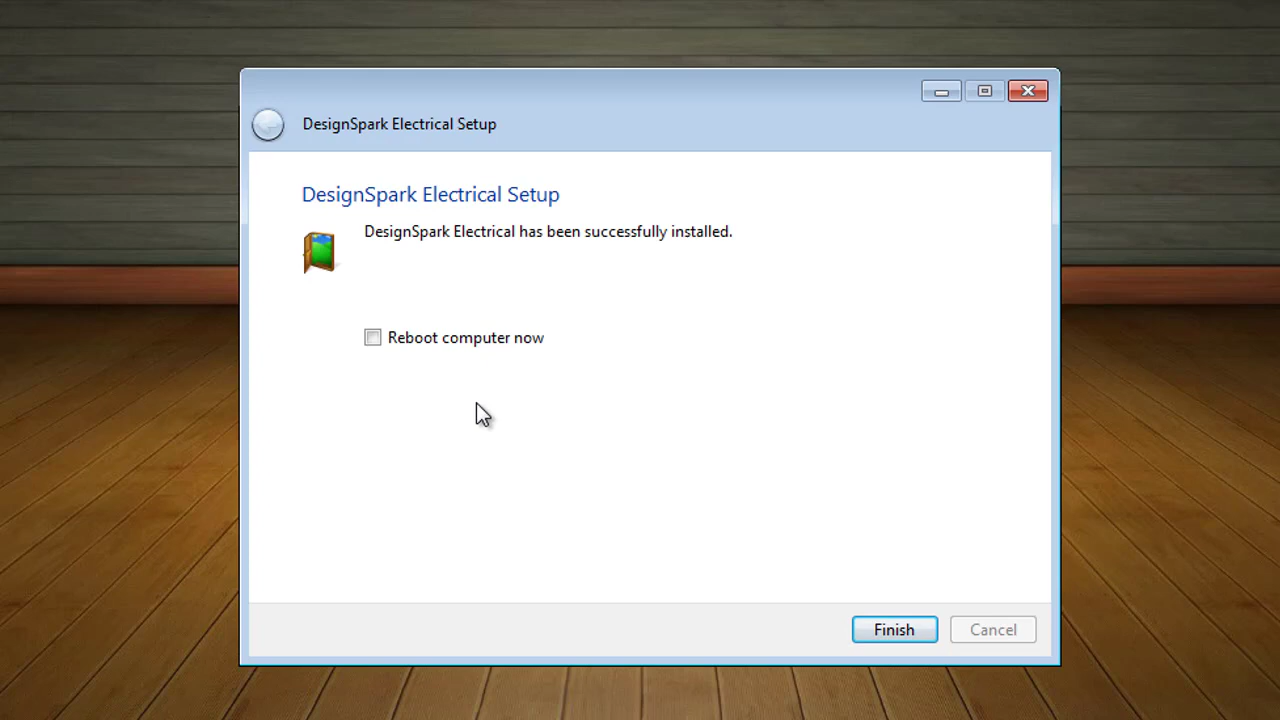 DesignSpark Electrical Setup
DesignSpark Electrical Setup
DesignSpark Electrical has been successfully installed.
Reboot computer now
Finish
Cancel